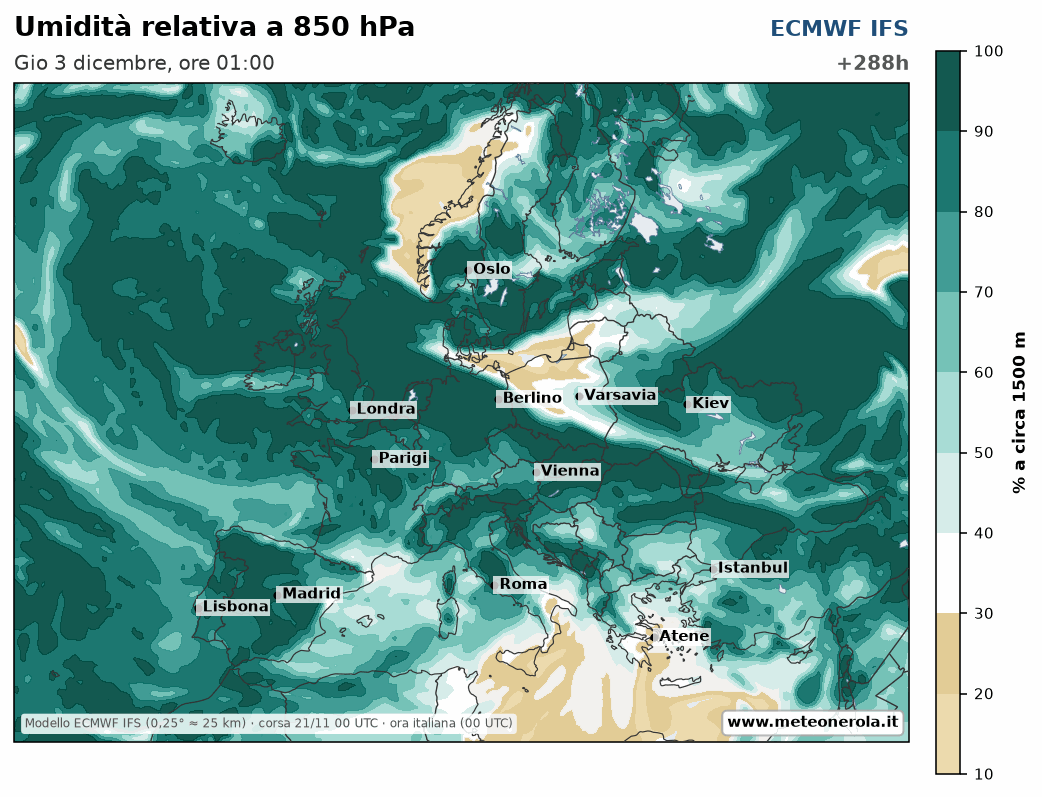 Umidità relativa a 850 hPa
ECMWF IFS
Gio 3 dicembre, ore 01:00
+288h
100
90
80
70
60
50
40
30
20
10
% a circa 1500 m
Oslo
Londra
Berlino
Varsavia
Kiev
Parigi
Vienna
Istanbul
Roma
Madrid
Lisbona
Atene
Modello ECMWF IFS (0,25° ≈ 25 km) · corsa 21/11 00 UTC · ora italiana (00 UTC)
www.meteonerola.it